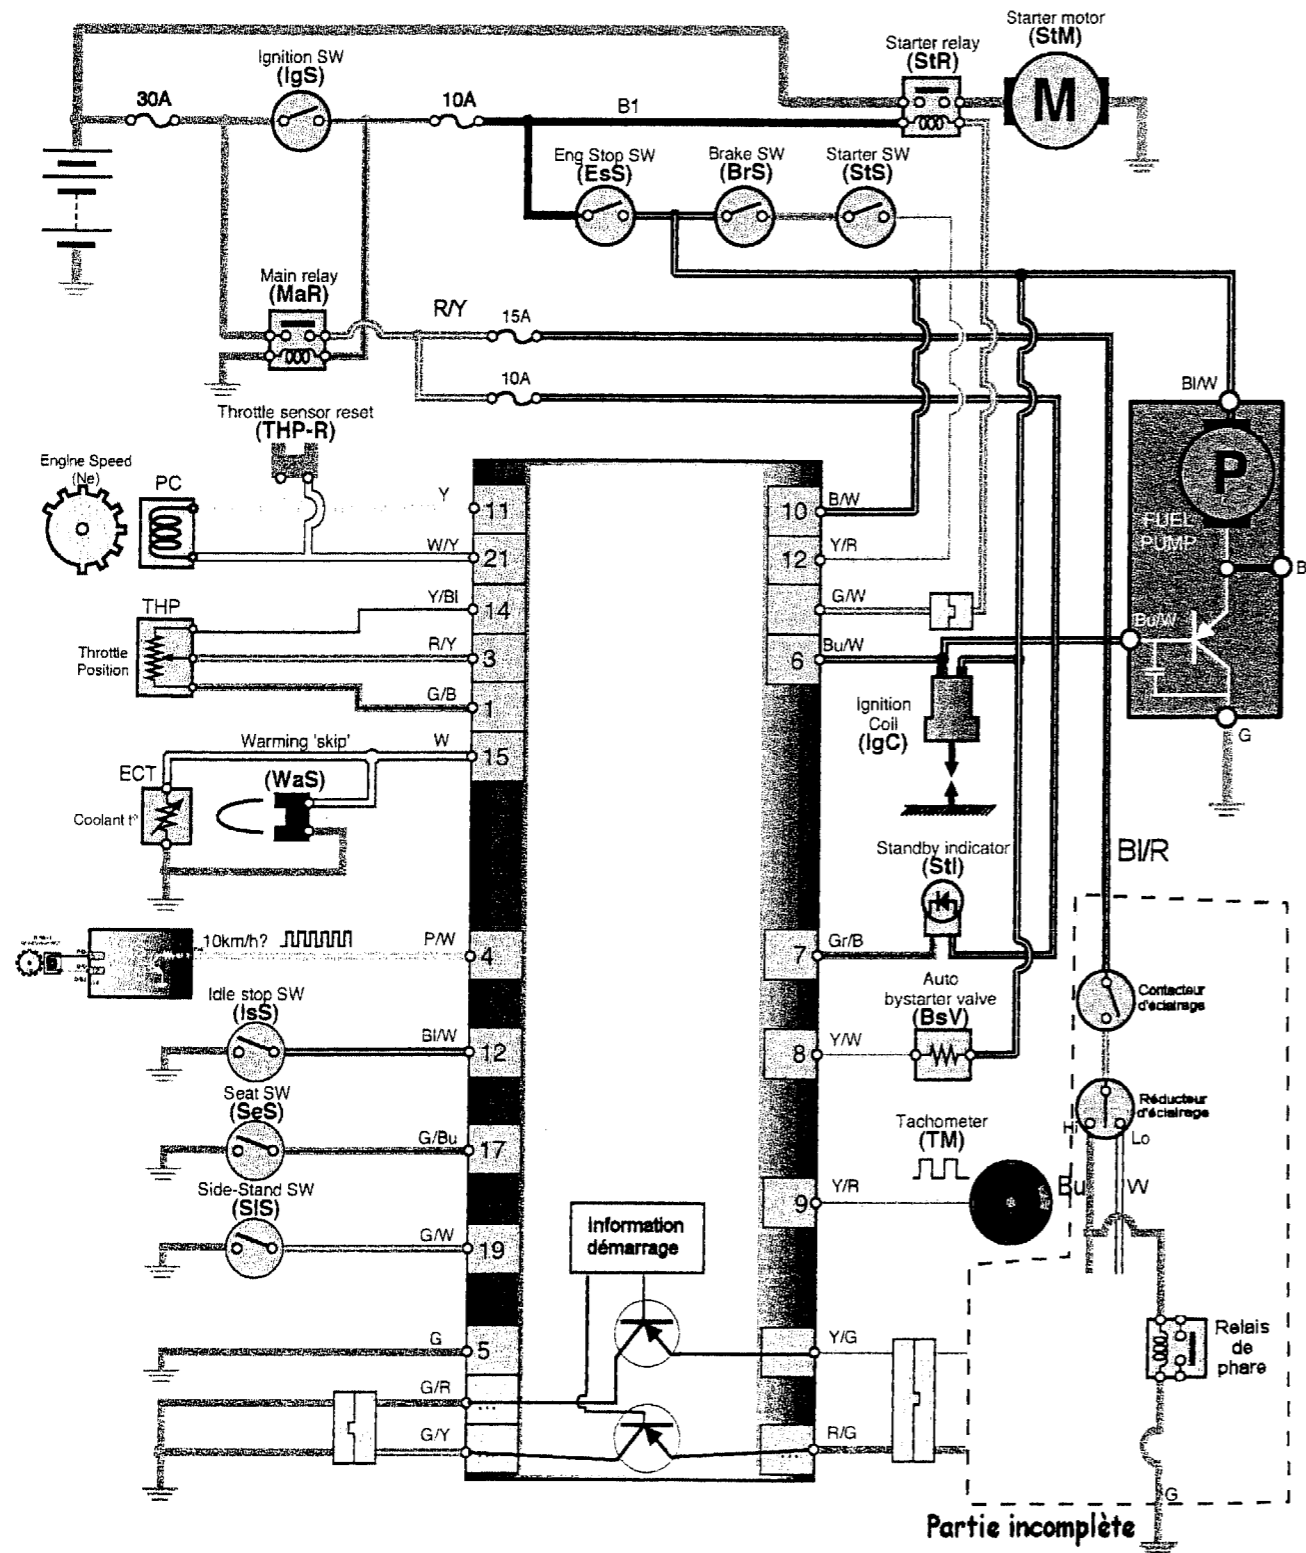 Starter motor
(StM)
Starter relay
(StR)
Ignition SW
(IgS)
M
30A
10A
B1
Eng Stop SW
(EsS)
Brake SW
(BrS)
Starter SW
(StS)
Main relay
(MaR)
R/Y
15A
10A
Bl/W
Throttle sensor reset
(THP-R)
Engine Speed
(Ne)
PC
P
FUEL
PUMP
B
Y
11
10
B/W
W/Y
21
12
Y/R
THP
Y/Bl
14
G/W
Bu/W
Throttle
Position
R/Y
3
6
Bu/W
G/B
1
Ignition
Coil
(IgC)
G
Warming 'skip'
W
15
ECT
(WaS)
Coolant t°
Standby indicator
(StI)
Bl/R
10km/h?
P/W
4
7
Gr/B
Auto
bystarter valve
(BsV)
Contacteur
d'éclairage
Idle stop SW
(IsS)
Bl/W
12
8
Y/W
Seat SW
(SeS)
Réducteur
d'éclairage
Hi
Lo
Tachometer
(TM)
G/Bu
17
Side-Stand SW
(SIS)
9
Y/R
Bu
W
G/W
19
Information
démarrage
G
5
Y/G
Relais
de
phare
G/R
...
G/Y
...
...
R/G
G
Partie incomplète